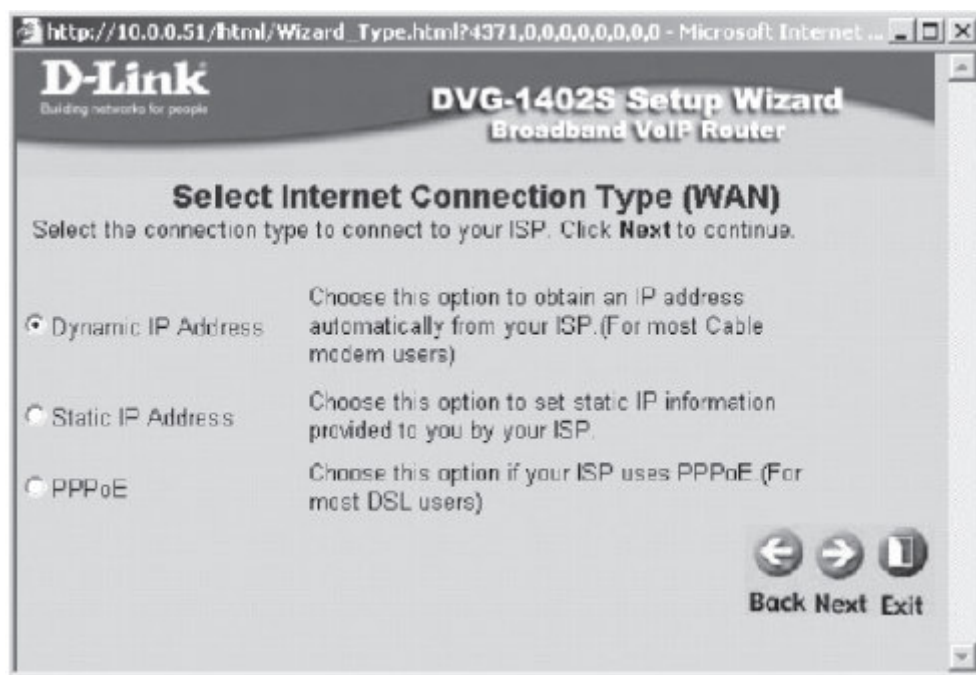 http://10.0.0.51/html/Wizard_Type.html?4371,0,0,0,0,0,0,0,0 - Microsoft Internet ...
D-Link
Building networks for people
DVG-1402S Setup Wizard
Broadband VoIP Router
Select Internet Connection Type (WAN)
Select the connection type to connect to your ISP. Click Next to continue.
Dynamic IP Address
Choose this option to obtain an IP address
automatically from your ISP.(For most Cable
modem users)
Static IP Address
Choose this option to set static IP information
provided to you by your ISP.
PPPoE
Choose this option if your ISP uses PPPoE.(For
most DSL users)
Back Next Exit